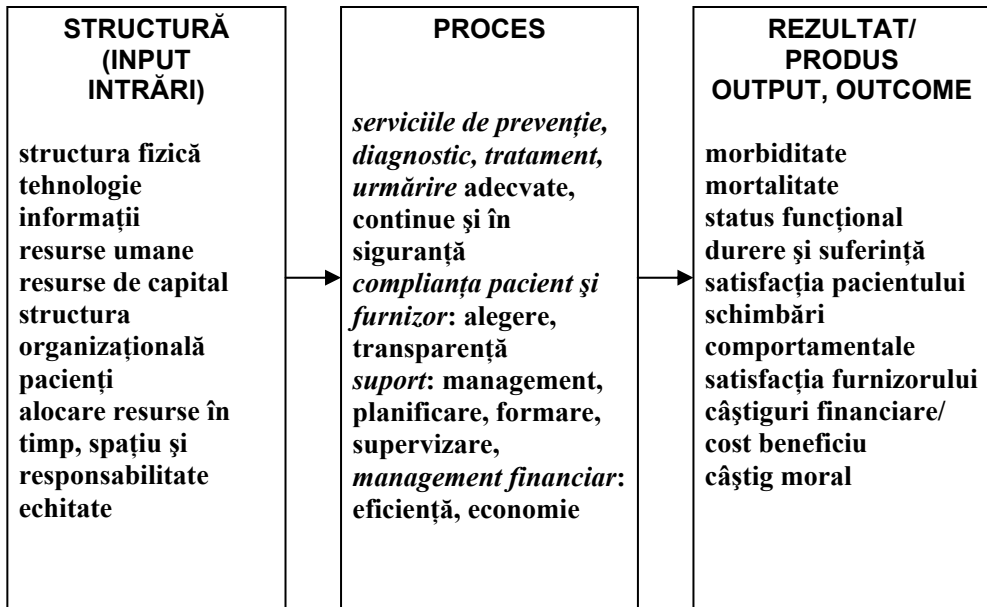 STRUCTURĂ
(INPUT
INTRĂRI)
structura fizică
tehnologie
informații
resurse umane
resurse de capital
structura
organizațională
pacienți
alocare resurse în
timp, spațiu şi
responsabilitate
echitate
PROCES
serviciile de prevenție,
diagnostic, tratament,
urmărire adecvate,
continue şi în
siguranță
complianța pacient şi
furnizor: alegere,
transparență
suport: management,
planificare, formare,
supervizare,
management financiar:
eficiență, economie
REZULTAT/
PRODUS
OUTPUT, OUTCOME
morbiditate
mortalitate
status funcțional
durere şi suferință
satisfacția pacientului
schimbări
comportamentale
satisfacția furnizorului
câştiguri financiare/
cost beneficiu
câştig moral